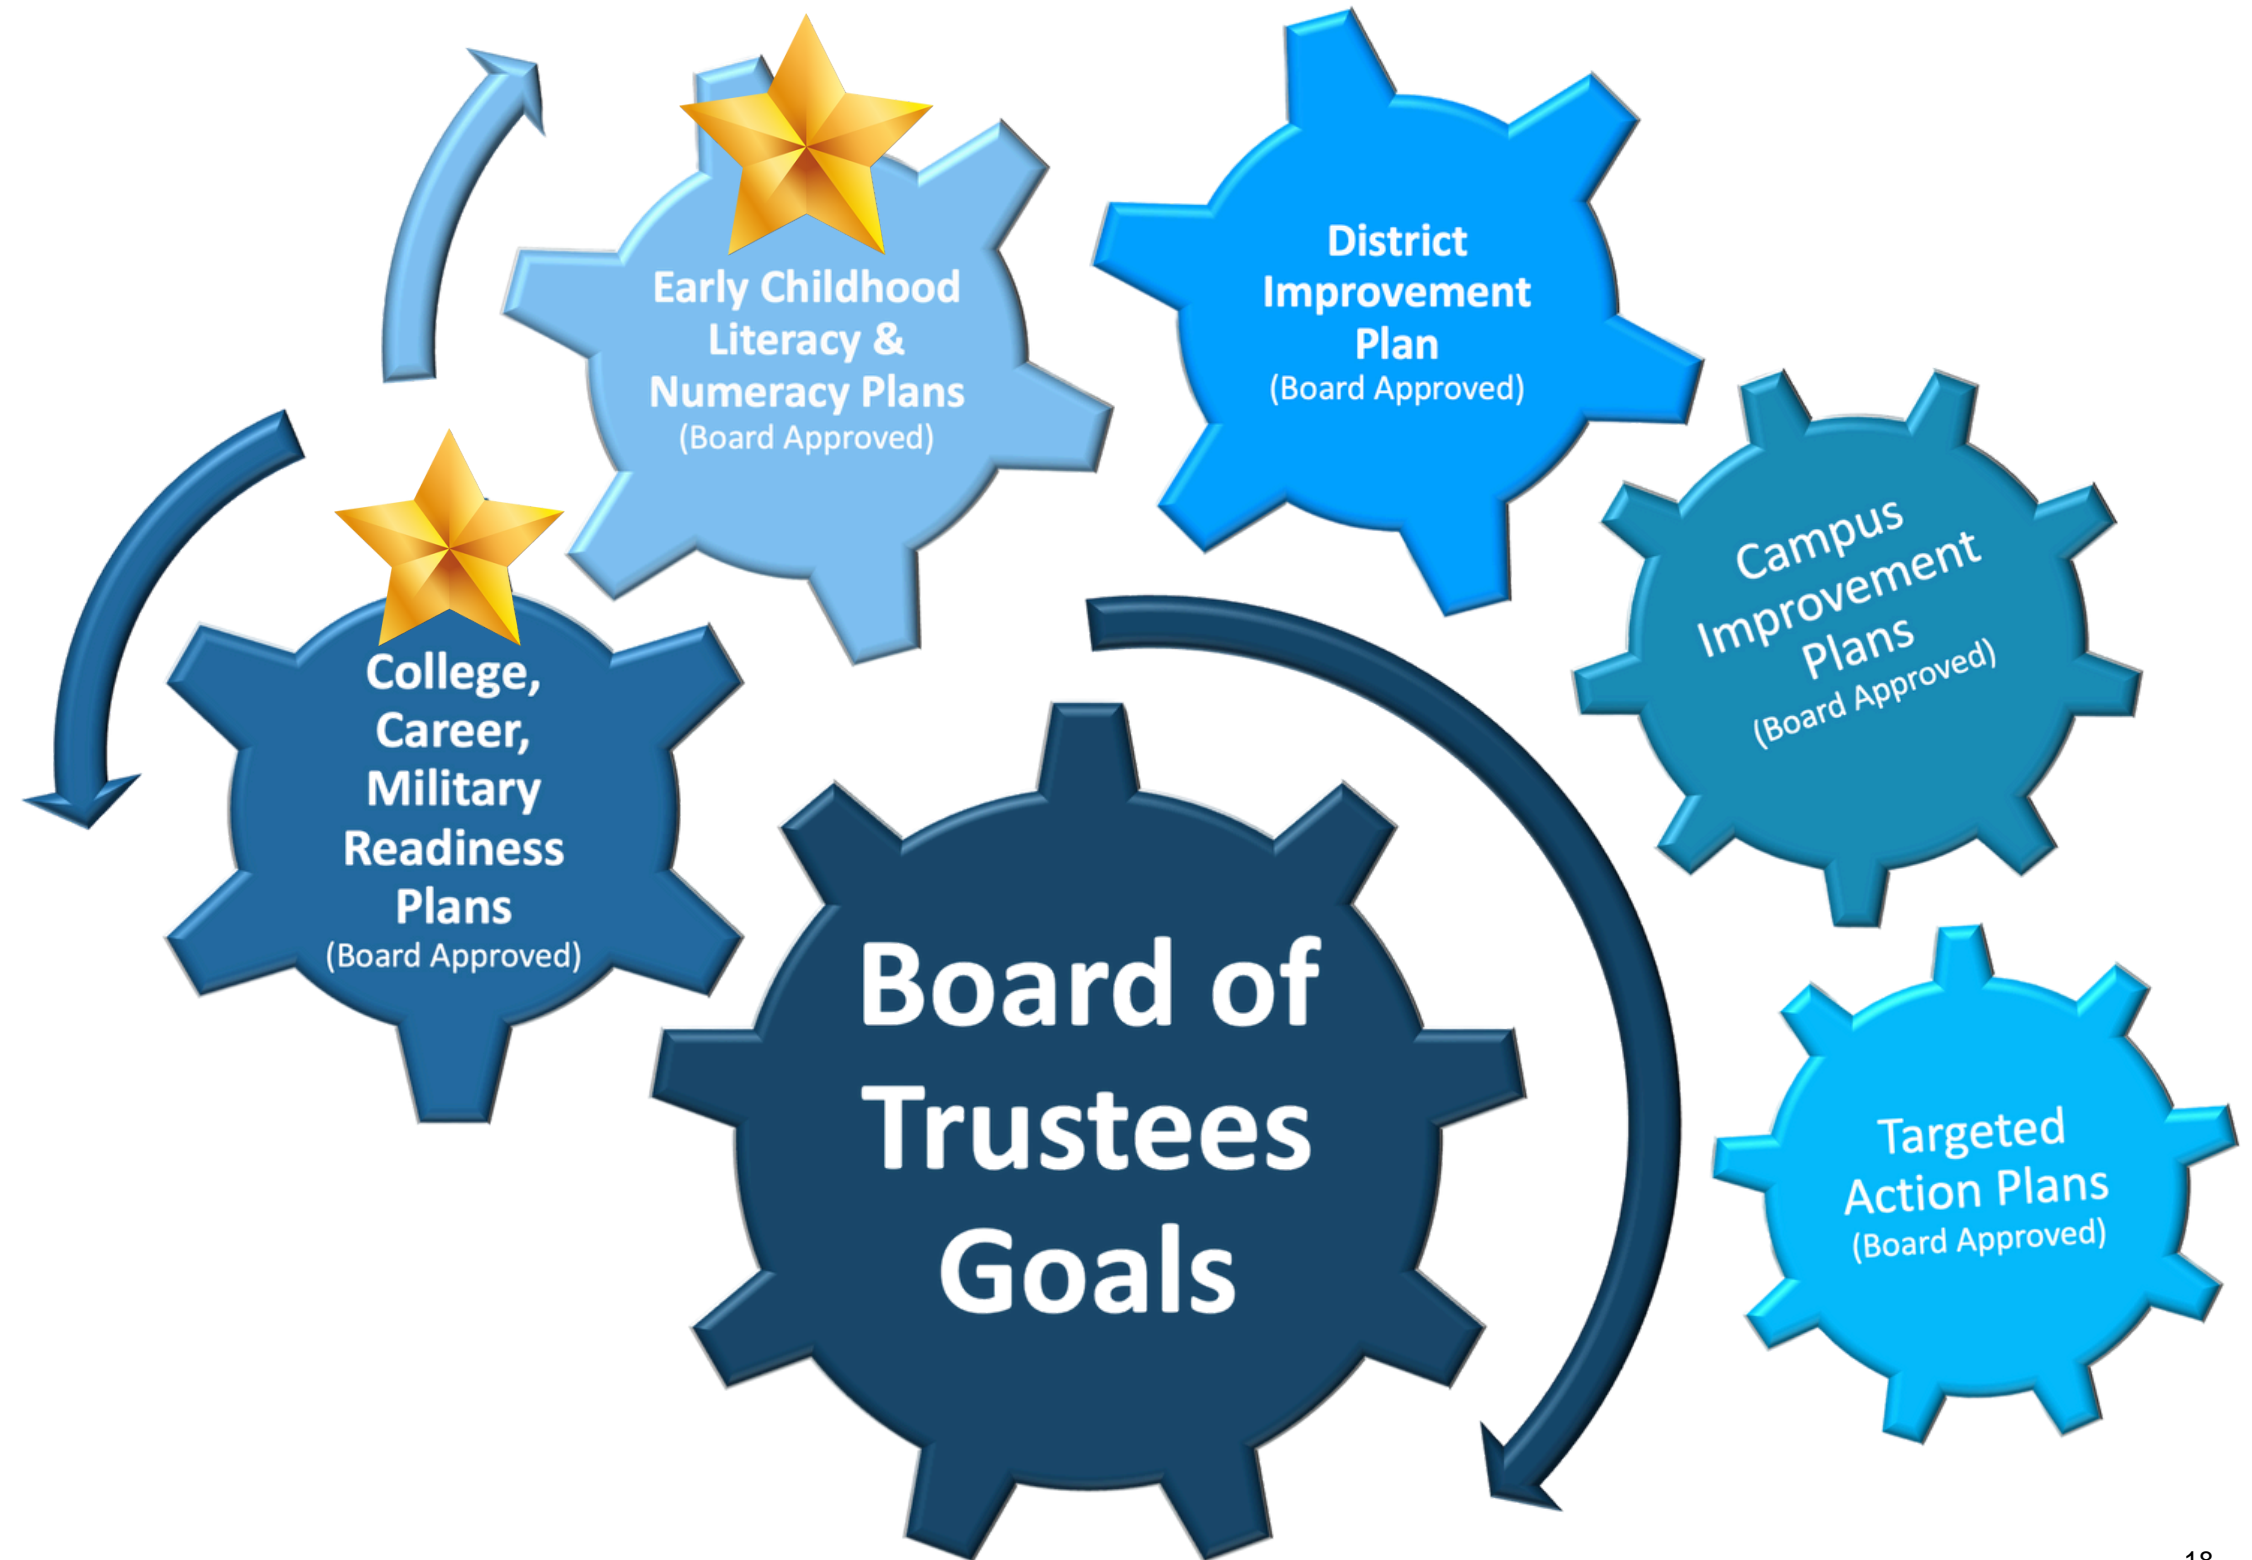 Early Childhood
Literacy &
Numeracy Plans
(Board Approved)
District
Improvement
Plan
(Board Approved)
Campus
Improvement
Plans
(Board Approved)
College,
Career,
Military
Readiness
Plans
(Board Approved)
Board of
Trustees
Goals
Targeted
Action Plans
(Board Approved)
18